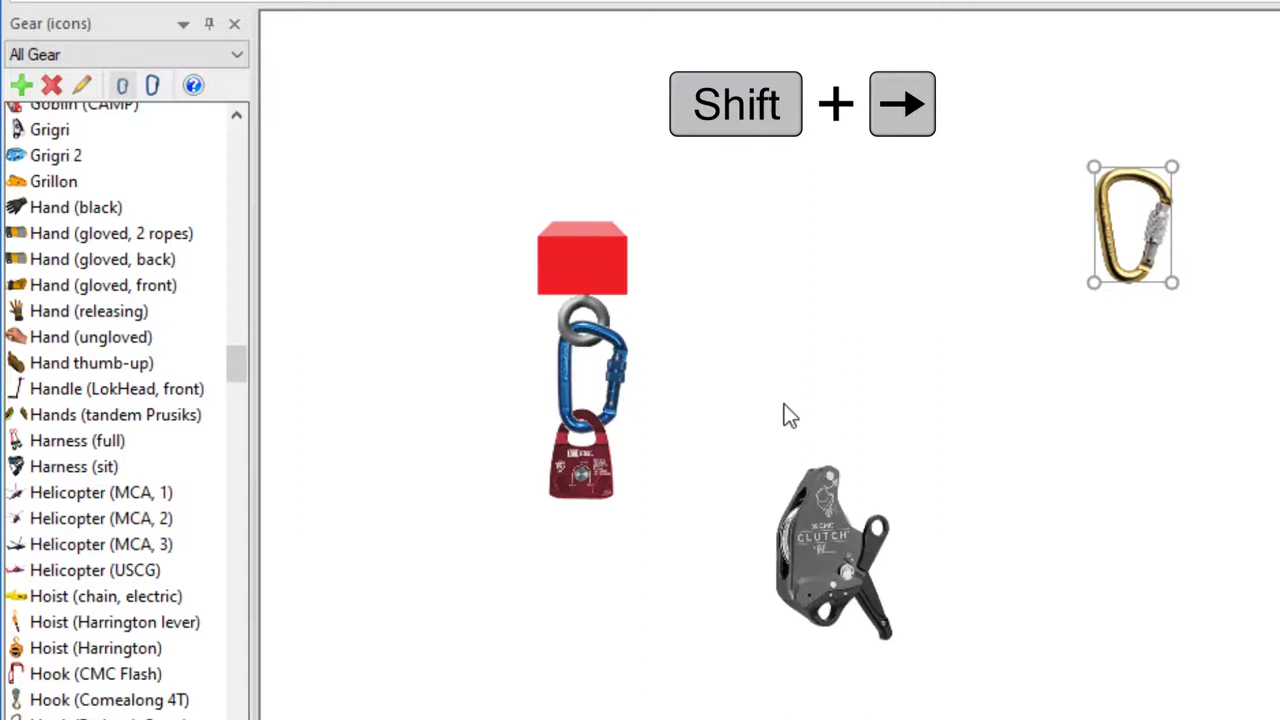 Gear (icons)
All Gear
Goblin (CAMP)
Grigri
Grigri 2
Grillon
Hand (black)
Hand (gloved, 2 ropes)
Hand (gloved, back)
Hand (gloved, front)
Hand (releasing)
Hand (ungloved)
Hand thumb-up)
Handle (LokHead, front)
Hands (tandem Prusiks)
Harness (full)
Harness (sit)
Helicopter (MCA, 1)
Helicopter (MCA, 2)
Helicopter (MCA, 3)
Helicopter (USCG)
Hoist (chain, electric)
Hoist (Harrington lever)
Hoist (Harrington)
Hook (CMC Flash)
Hook (Comealong 4T)
Shift + →
CMC
CLUTCH